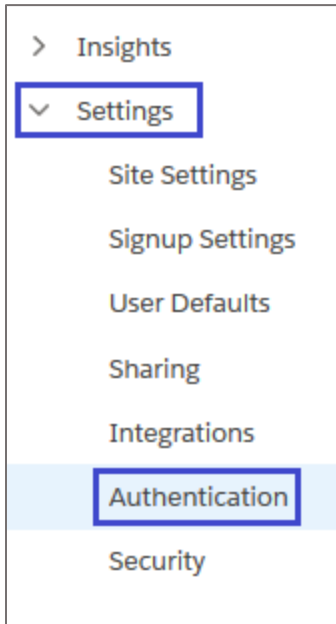 Insights
Settings
Site Settings
Signup Settings
User Defaults
Sharing
Integrations
Authentication
Security